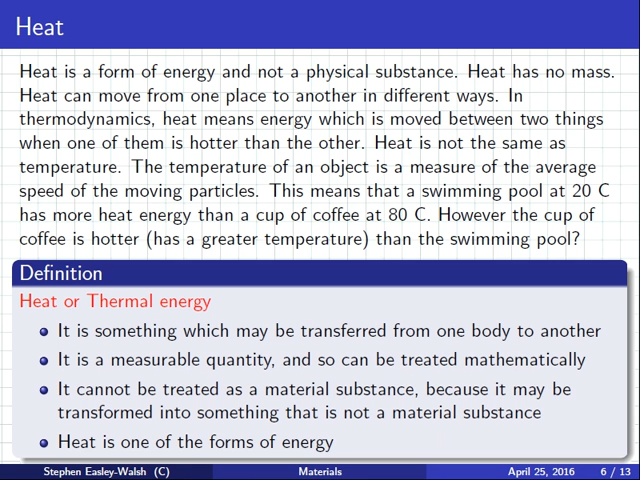 Heat
Heat is a form of energy and not a physical substance. Heat has no mass.
Heat can move from one place to another in different ways. In
thermodynamics, heat means energy which is moved between two things
when one of them is hotter than the other. Heat is not the same as
temperature. The temperature of an object is a measure of the average
speed of the moving particles. This means that a swimming pool at 20 C
has more heat energy than a cup of coffee at 80 C. However the cup of
coffee is hotter (has a greater temperature) than the swimming pool?
Definition
Heat or Thermal energy
It is something which may be transferred from one body to another
It is a measurable quantity, and so can be treated mathematically
It cannot be treated as a material substance, because it may be
transformed into something that is not a material substance
Heat is one of the forms of energy
Stephen Easley-Walsh (C) Materials April 25, 2016 6 / 13